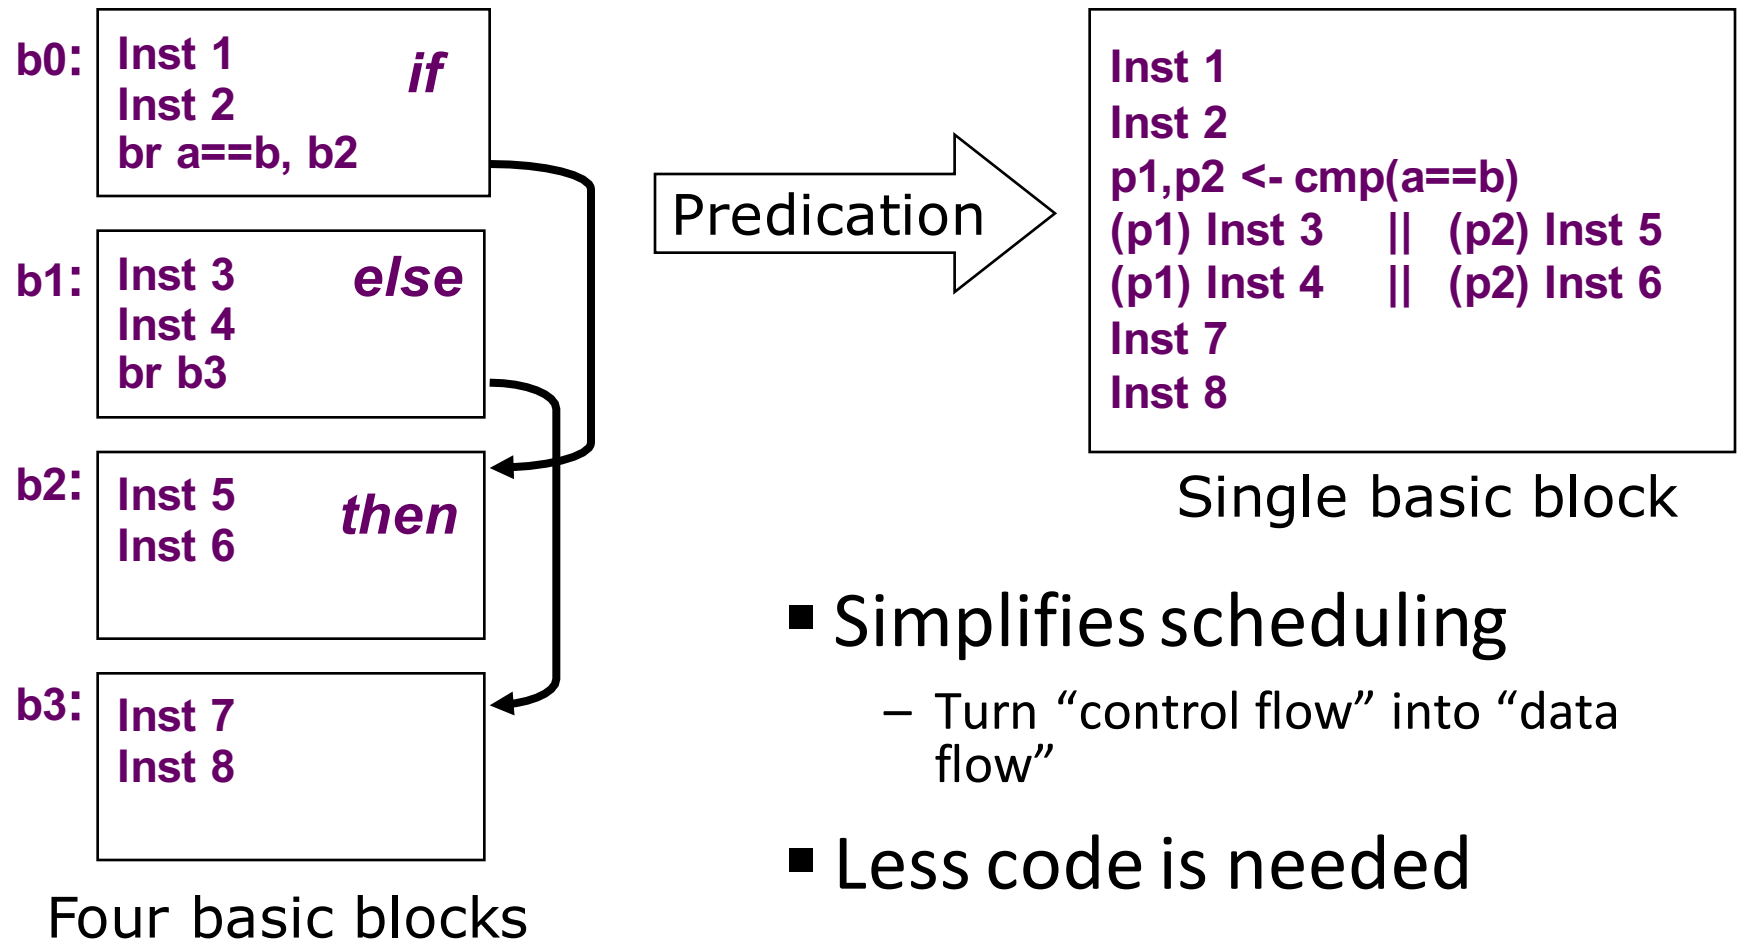 b0:
Inst 1
if
Inst 2
br a==b, b2
b1:
Inst 3
else
Inst 4
br b3
b2:
Inst 5
then
Inst 6
b3:
Inst 7
Inst 8
Four basic blocks
Predication
Inst 1
Inst 2
p1,p2 <- cmp(a==b)
(p1) Inst 3 || (p2) Inst 5
(p1) Inst 4 || (p2) Inst 6
Inst 7
Inst 8
Single basic block
▪ Simplifies scheduling
– Turn “control flow” into “data
flow”
▪ Less code is needed